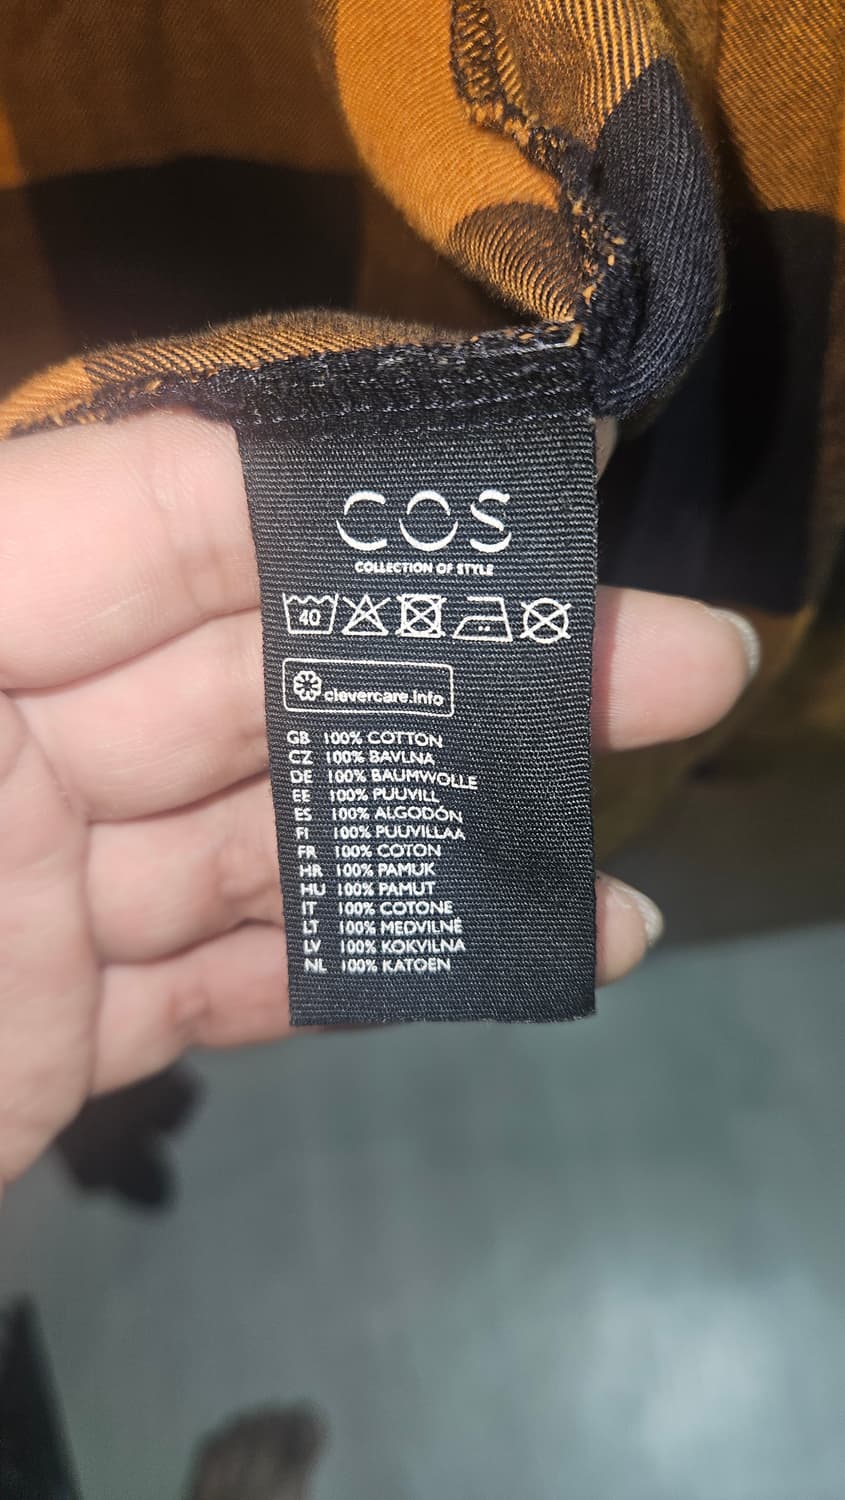 COS
COLLECTION OF STYLE
40
clevercare.info
GB 100% COTTON
CZ 100% BAVLNA
DE 100% BAUMWOLLE
EE 100% PUUVILL
ES 100% ALGODÓN
FI 100% PUUVILLAA
FR 100% COTON
HR 100% PAMUK
HU 100% PAMUT
IT 100% COTONE
LT 100% MEDVILNĖ
LV 100% KOKVILNA
NL 100% KATOEN